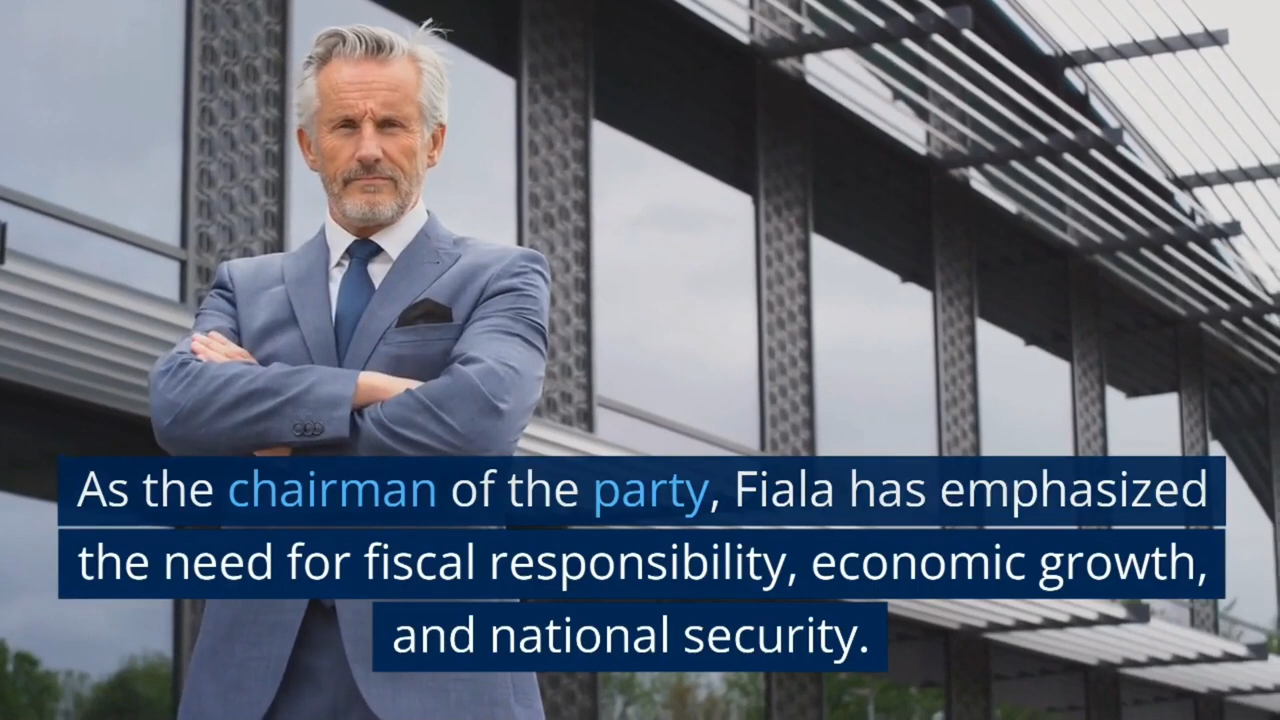 As the chairman of the party, Fiala has emphasized
the need for fiscal responsibility, economic growth,
and national security.